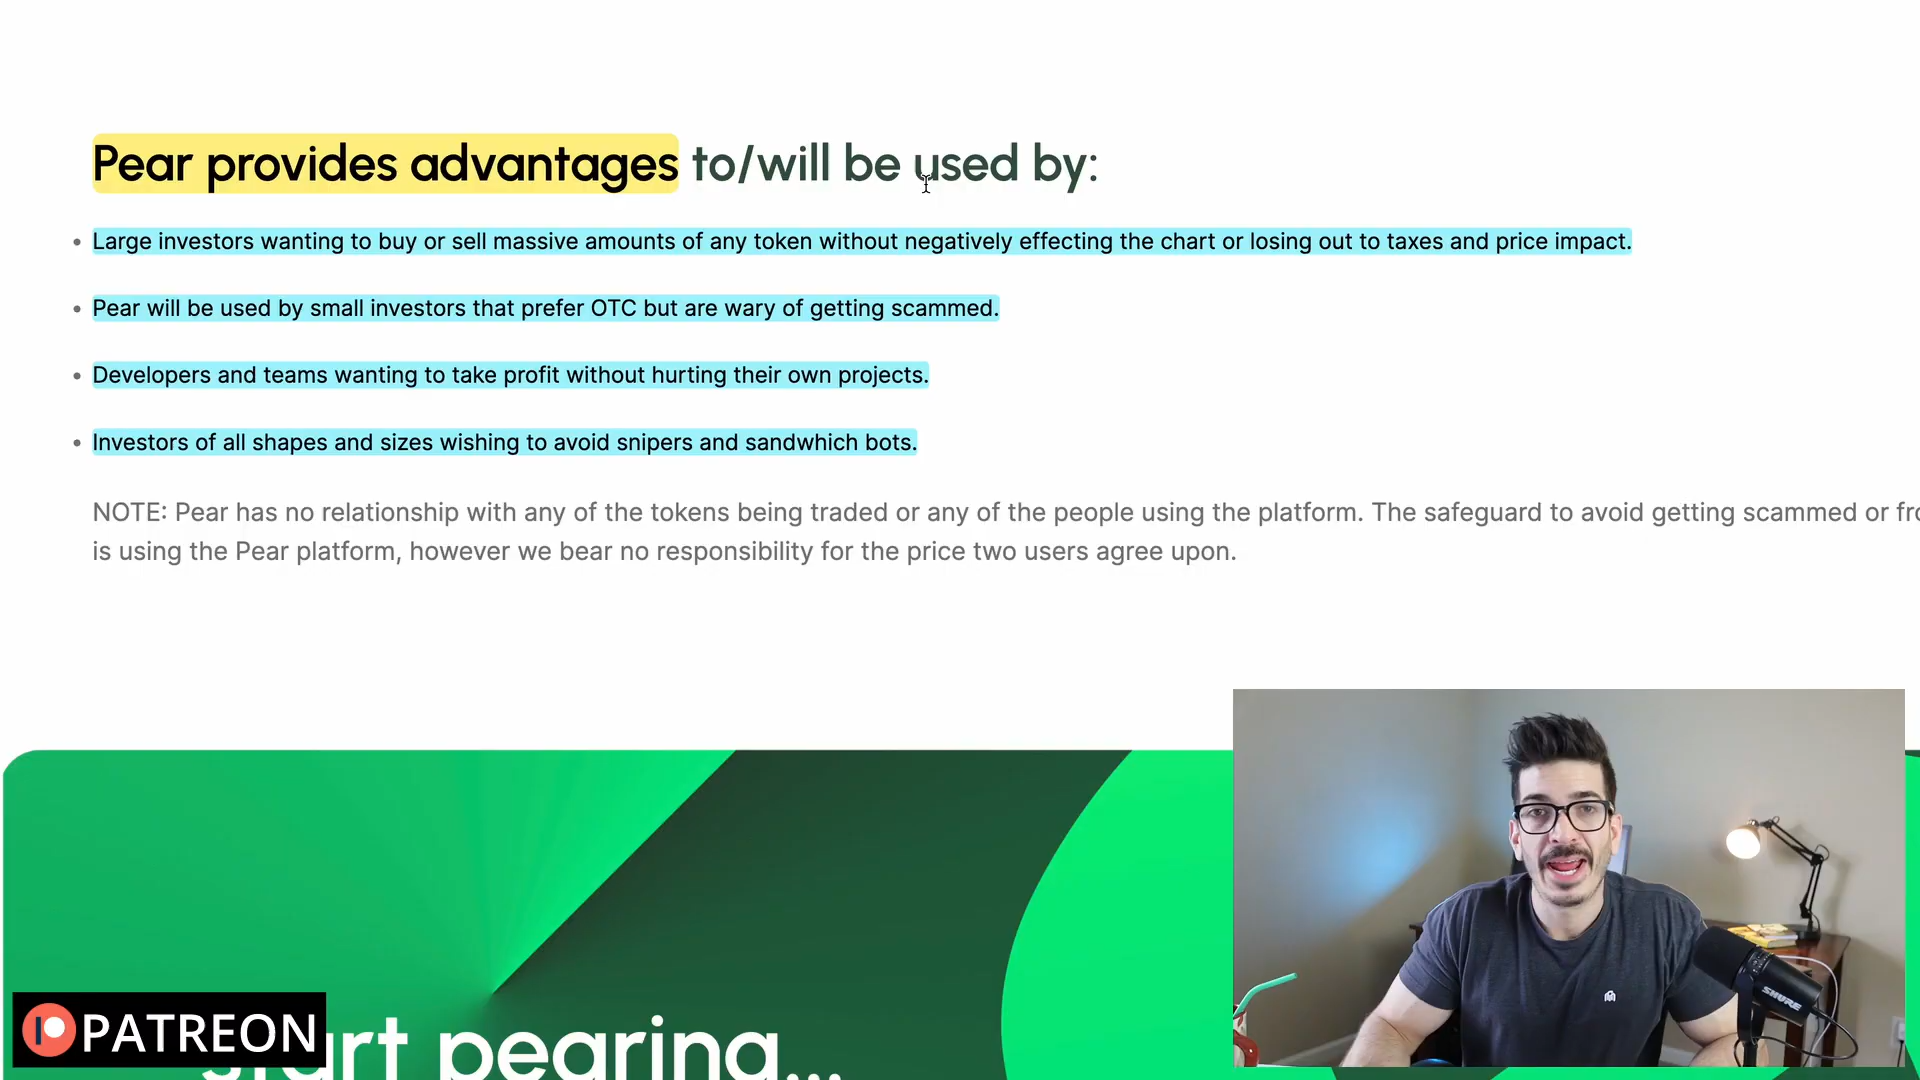 Pear provides advantages to/will be used by:
• Large investors wanting to buy or sell massive amounts of any token without negatively effecting the chart or losing out to taxes and price impact.
• Pear will be used by small investors that prefer OTC but are wary of getting scammed.
• Developers and teams wanting to take profit without hurting their own projects.
• Investors of all shapes and sizes wishing to avoid snipers and sandwhich bots.
NOTE: Pear has no relationship with any of the tokens being traded or any of the people using the platform. The safeguard to avoid getting scammed or
is using the Pear platform, however we bear no responsibility for the price two users agree upon.
SHURE
PATREON
pearing...